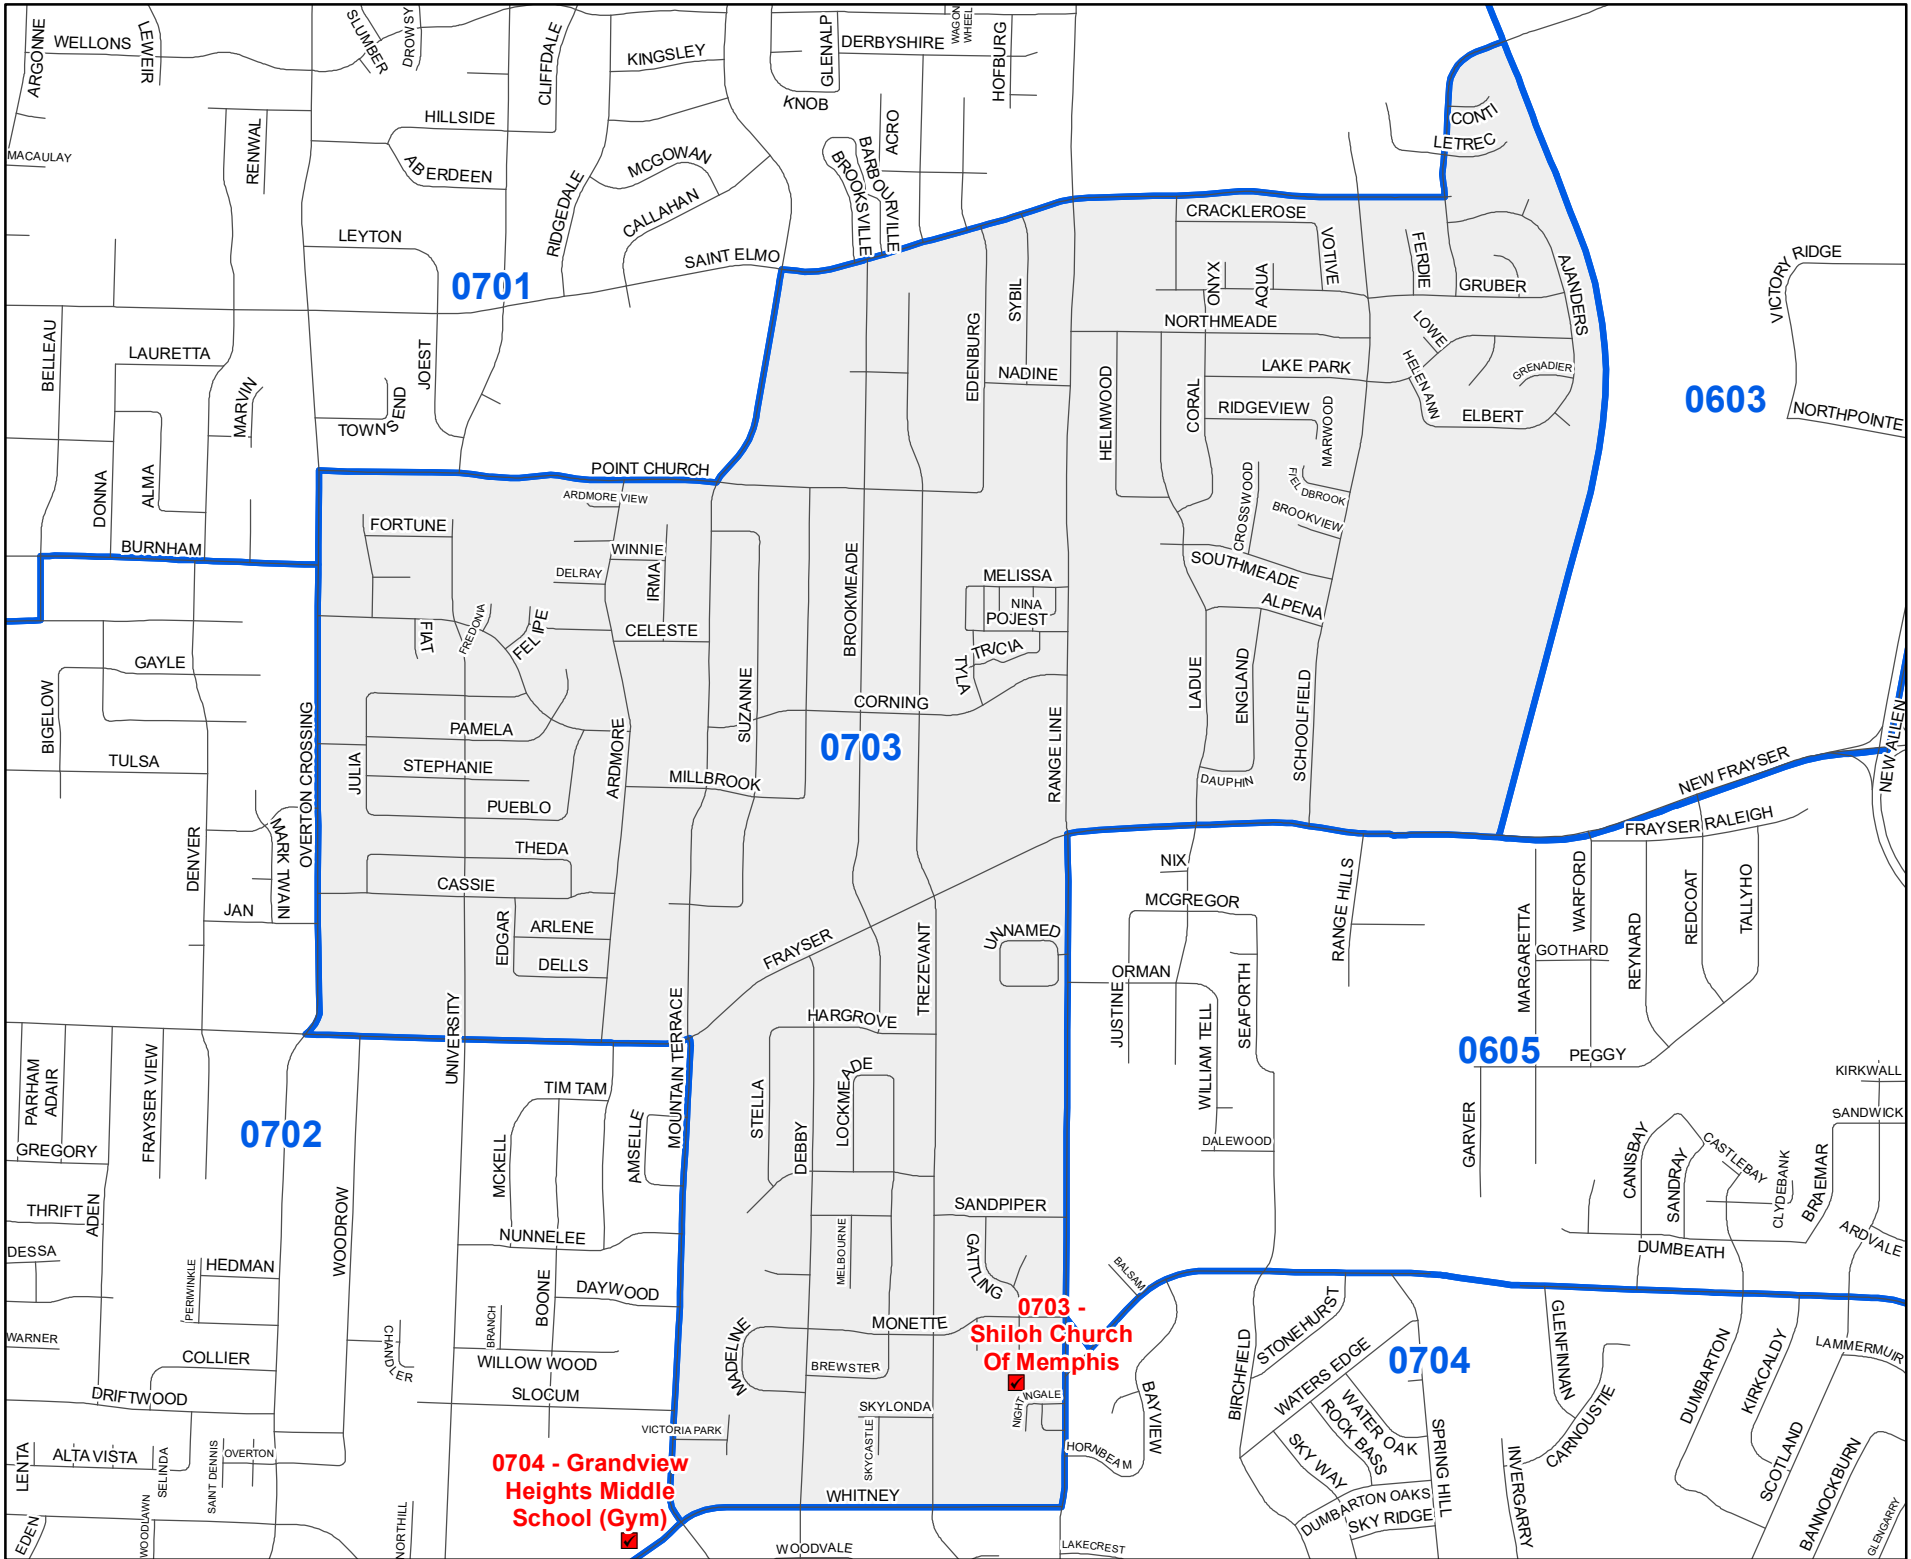 ARGONNE
WELLONS
LEWEIR
SLUMBER
DROWSY
CLIFFDALE
KINGSLEY
GLENALP
DERBYSHIRE
WAGON
WHEEL
HOFBURG
KNOB
HILLSIDE
ACRO
CONTI
LETREC
MACAULAY
RENWAL
ABERDEEN
MCGOWAN
BROOKSVILLE
BARBOURVILLE
CALLAHAN
RIDGEDALE
CRACKLEROSE
LEYTON
SAINT ELMO
VOTIVE
FERDIE
AJANDERS
VICTORY RIDGE
0701
ONYX
AQUA
GRUBER
SYBIL
NORTHMEADE
LOWE
BELLEAU
LAURETTA
JOEST
EDENBURG
NADINE
LAKE PARK
HELEN ANN
GRENADIER
0603
MARVIN
TOWNSEND
HELMWOOD
CORAL
RIDGEVIEW
MARWOOD
ELBERT
NORTHPOINTE
DONNA
ALMA
POINT CHURCH
ARDMORE VIEW
CROSSWOOD
FIELDBROOK
BROOKVIEW
FORTUNE
BURNHAM
WINNIE
DELRAY
IRMA
BROOKMEADE
SOUTHMEADE
MELISSA
NINA
POJEST
ALPENA
FIAT
FREDONIA
FELIPE
CELESTE
TRICIA
TYLA
GAYLE
BIGELOW
SUZANNE
LADUE
ENGLAND
SCHOOLFIELD
CORNING
NEW ALLEN
OVERTON CROSSING
PAMELA
ARDMORE
0703
RANGE LINE
TULSA
JULIA
STEPHANIE
MILLBROOK
DAUPHIN
NEW FRAYSER
PUEBLO
FRAYSER RALEIGH
DENVER
MARK TWAIN
THEDA
CASSIE
NIX
RANGE HILLS
WARFORD
REDCOAT
TALLYHO
JAN
EDGAR
ARLENE
DELLS
FRAYSER
TREZEVANT
UNNAMED
MCGREGOR
MARGARETTA
GOTHARD
REYNARD
ORMAN
JUSTINE
SEAFORTH
UNIVERSITY
MOUNTAIN TERRACE
HARGROVE
WILLIAM TELL
0605
PEGGY
PARHAM
ADAIR
FRAYSER VIEW
TIM TAM
STELLA
LOCKMEADE
KIRKWALL
0702
AMSELLE
DEBBY
DALEWOOD
GARVER
SANDWICK
GREGORY
MCKELL
CANISBAY
SANDRAY
CASTLEBAY
CLYDEBANK
BRAEMAR
THRIFT
ADEN
WOODROW
SANDPIPER
NUNNELEE
MELBOURNE
GATTLING
DUMBEATH
ARDVALE
DESSA
HEDMAN
PERIWINKLE
BOONE
DAYWOOD
BALSAM
WARNER
BRANCH
MONETTE
0703 -
Shiloh Church
Of Memphis
STONEHURST
GLENFINNAN
CHANDLER
WILLOW WOOD
MADELINE
BREWSTER
0704
DUMBARTON
KIRKCALDY
LAMMERMUIR
COLLIER
WATERS EDGE
DRIFTWOOD
SLOCUM
SKYLONDA
NIGHTINGALE
BAYVIEW
BIRCHFIELD
WATER OAK
ROCK BASS
CARNOUSTIE
VICTORIA PARK
SKYCASTLE
HORNBEAM
SKY WAY
SPRING HILL
INVERGARRY
SCOTLAND
BANNOCKBURN
LENTA
ALTA VISTA
SELINDA
SAINT DENNIS
OVERTON
0704 - Grandview
Heights Middle
School (Gym)
WHITNEY
DUMBARTON OAKS
SKY RIDGE
EDEN
WOODLAWN
NORTHILL
WOODVALE
LAKECREST
GLENGARRY